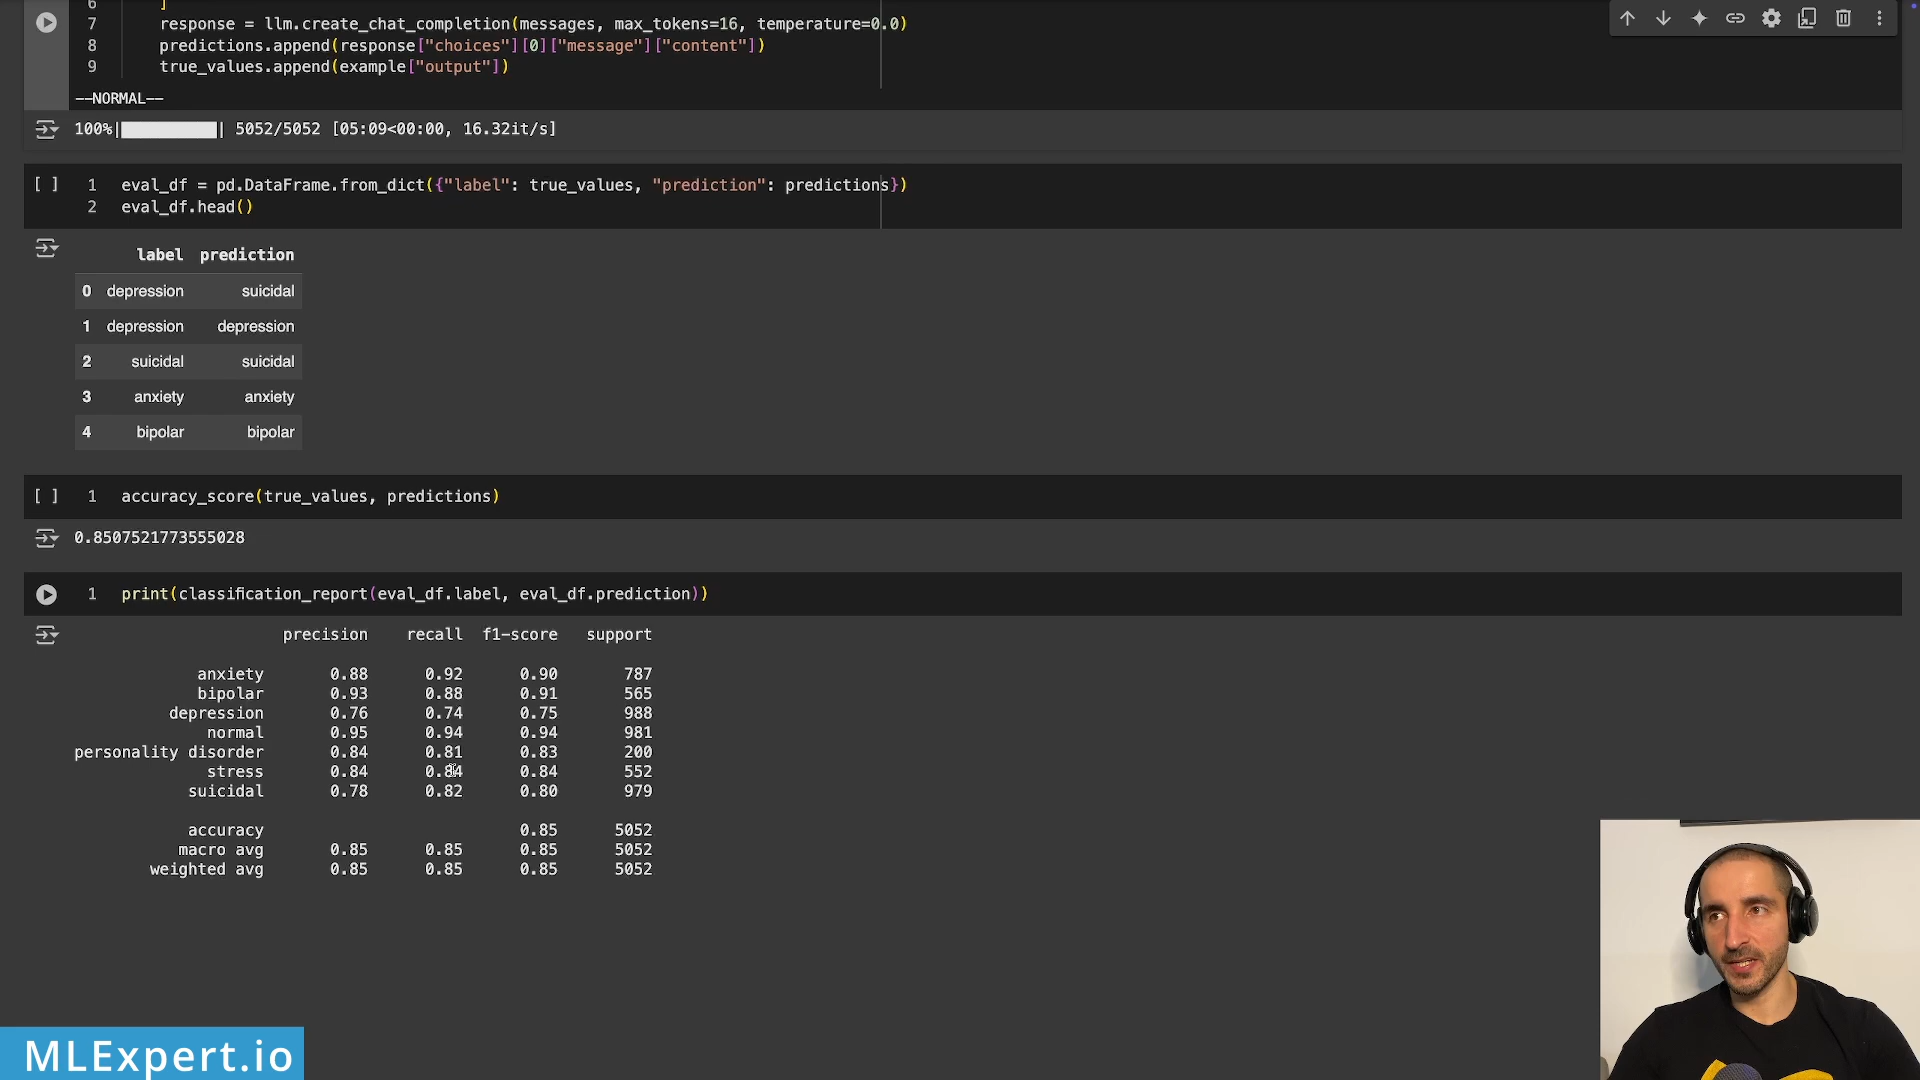 6 ]
7 response = llm.create_chat_completion(messages, max_tokens=16, temperature=0.0)
8 predictions.append(response["choices"][0]["message"]["content"])
9 true_values.append(example["output"])
--NORMAL--
100%| | 5052/5052 [05:09<00:00, 16.32it/s]
[ ] 1 eval_df = pd.DataFrame.from_dict({"label": true_values, "prediction": predictions})
2 eval_df.head()
label prediction
0 depression suicidal
1 depression depression
2 suicidal suicidal
3 anxiety anxiety
4 bipolar bipolar
[ ] 1 accuracy_score(true_values, predictions)
0.8507521773555028
1 print(classification_report(eval_df.label, eval_df.prediction))
precision recall f1-score support
anxiety 0.88 0.92 0.90 787
bipolar 0.93 0.88 0.91 565
depression 0.76 0.74 0.75 988
normal 0.95 0.94 0.94 981
personality disorder 0.84 0.81 0.83 200
stress 0.84 0.84 0.84 552
suicidal 0.78 0.82 0.80 979
accuracy 0.85 5052
macro avg 0.85 0.85 0.85 5052
weighted avg 0.85 0.85 0.85 5052
MLExpert.io